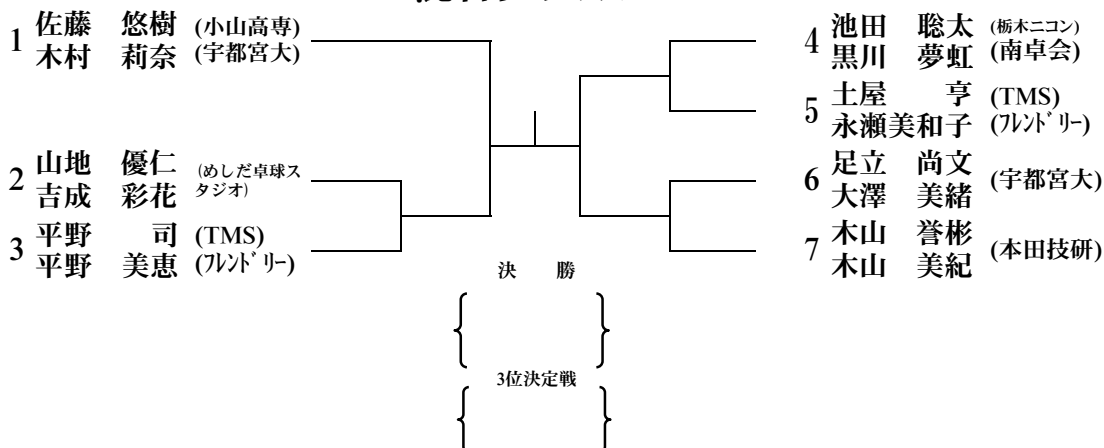 1 佐藤 悠樹 (小山高専)
木村 莉奈 (宇都宮大)
2 山地 優仁 (めしだ卓球ス
吉成 彩花 タジオ)
3 平野 司 (TMS)
平野 美恵 (ﾌﾚﾝﾄﾞﾘｰ)
4 池田 聡太 (栃木ニコン)
黒川 夢虹 (南卓会)
5 土屋 亨 (TMS)
永瀬美和子 (ﾌﾚﾝﾄﾞﾘｰ)
6 足立 尚文 (宇都宮大)
大澤 美緒
7 木山 誉彬 (本田技研)
木山 美紀
決 勝
3位決定戦